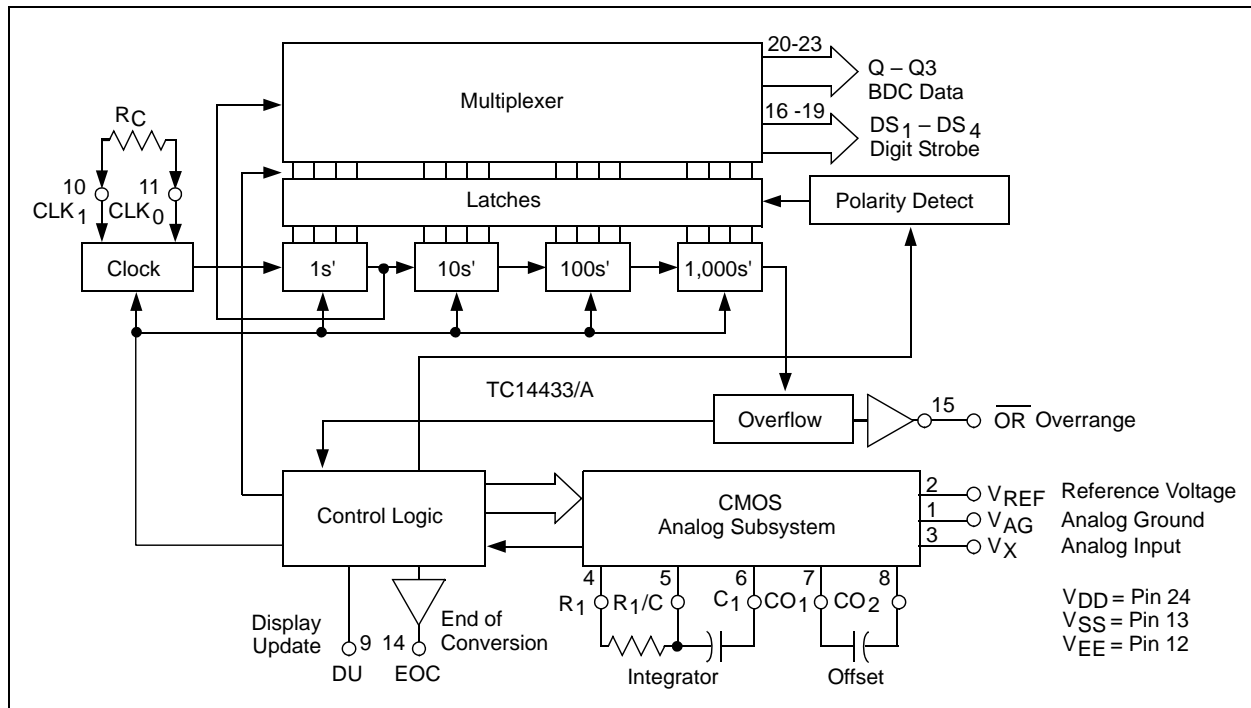 20-23
Q – Q3
BDC Data
Multiplexer
16 -19
DS1 – DS4
Digit Strobe
RC
10
11
CLK1
CLK0
Latches
Polarity Detect
Clock
1s'
10s'
100s'
1,000s'
TC14433/A
Overflow
15
OR Overrange
Control Logic
CMOS
Analog Subsystem
2
VREF
Reference Voltage
1
VAG
Analog Ground
3
VX
Analog Input
4
5
6
7
8
R1
R1/C
C1
CO1
CO2
Display
Update
9
DU
14
EOC
End of
Conversion
Integrator
Offset
VDD = Pin 24
VSS = Pin 13
VEE = Pin 12